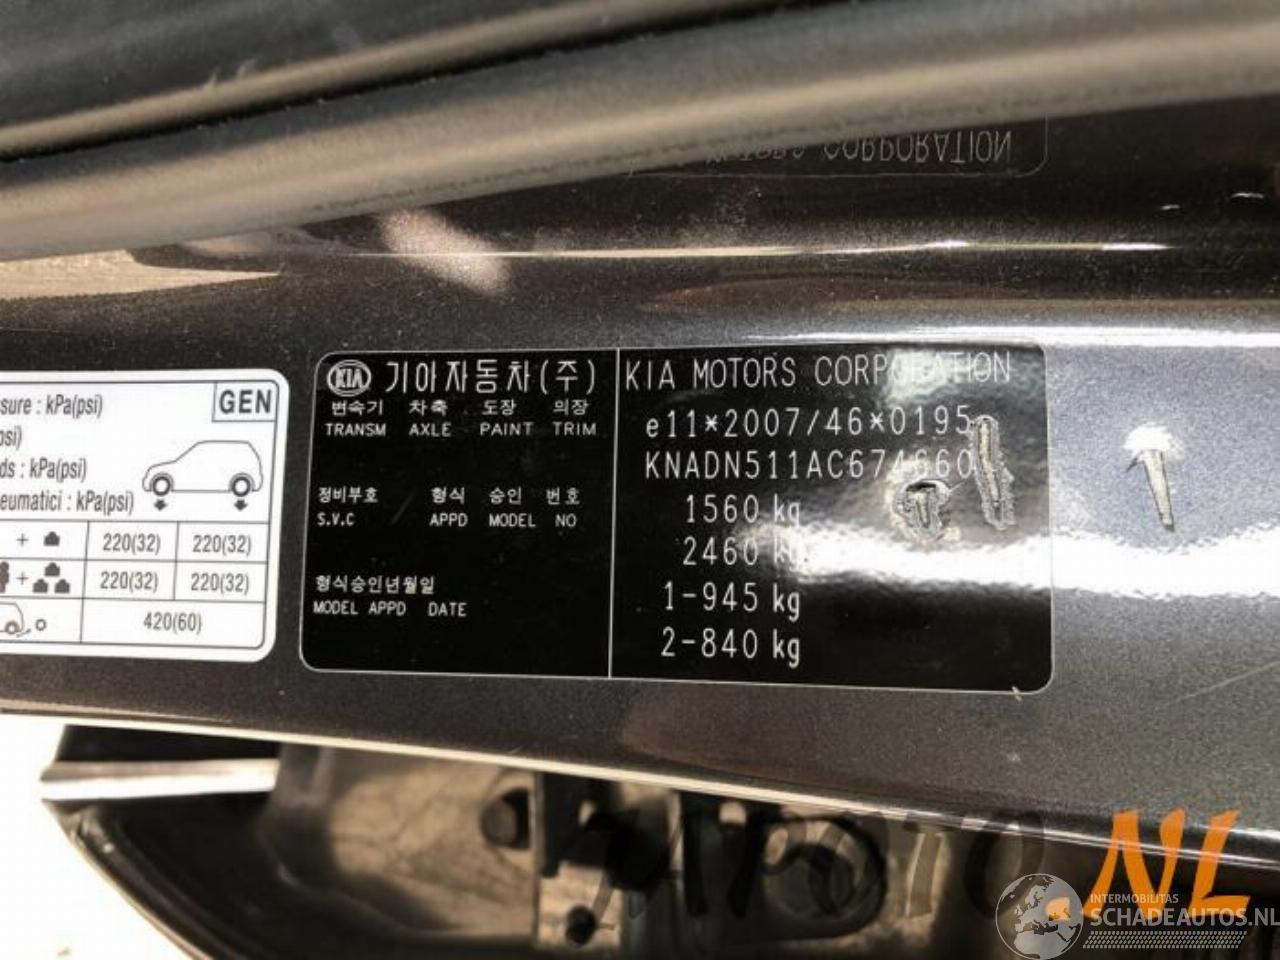 MOTORS CORPORATION
KIA 기아자동차(주)
변속기 차축 도장 의장
TRANSM AXLE PAINT TRIM
정비부호 형식 승인 번호
S.V.C APPD MODEL NO
형식승인년월일
MODEL APPD DATE
KIA MOTORS CORPORATION
e11*2007/46*0195
KNADN511AC674660
1560 kg
2460 kg
1-945 kg
2-840 kg
sure : kPa(psi) GEN
psi)
ds : kPa(psi)
neumatici : kPa(psi)
+ 220(32) 220(32)
+ 220(32) 220(32)
420(60)
NL
INTERMOBILITAS
SCHADEAUTOS.NL